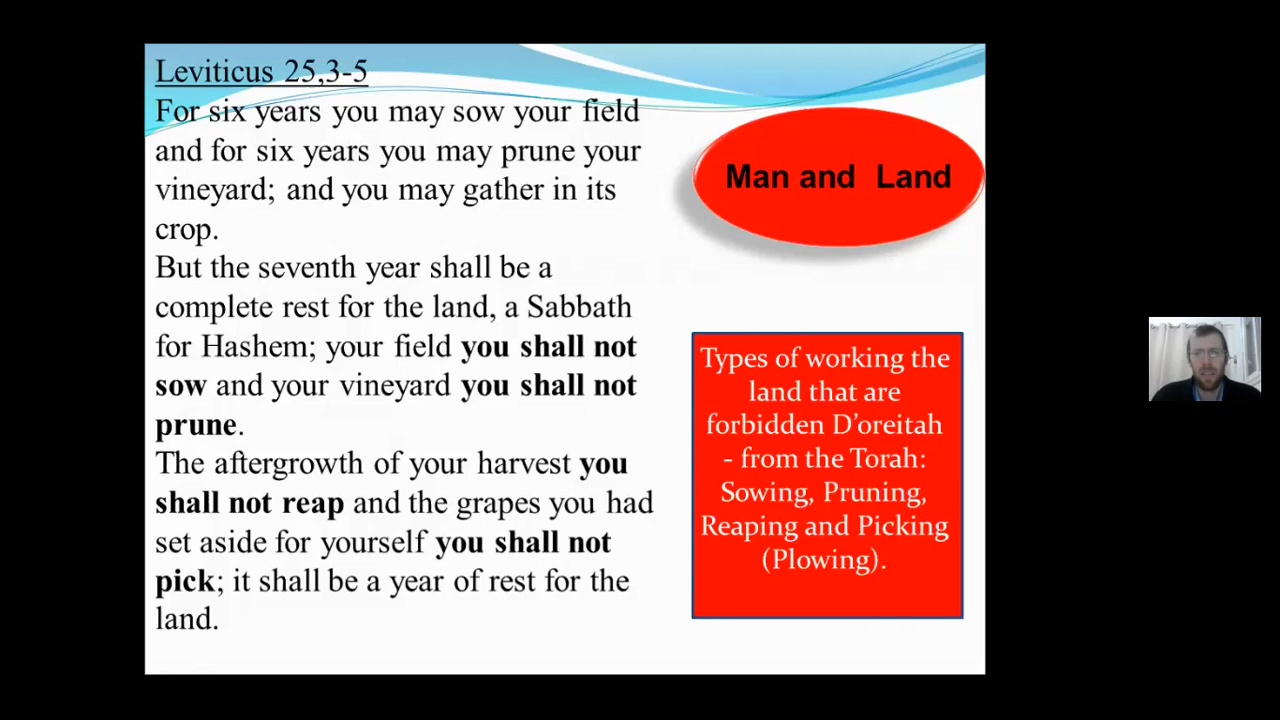 Leviticus 25,3-5
For six years you may sow your field
and for six years you may prune your
vineyard; and you may gather in its
crop.
But the seventh year shall be a
complete rest for the land, a Sabbath
for Hashem; your field you shall not
sow and your vineyard you shall not
prune.
The aftergrowth of your harvest you
shall not reap and the grapes you had
set aside for yourself you shall not
pick; it shall be a year of rest for the
land.
Man and Land
Types of working the
land that are
forbidden D’oreitah
- from the Torah:
Sowing, Pruning,
Reaping and Picking
(Plowing).